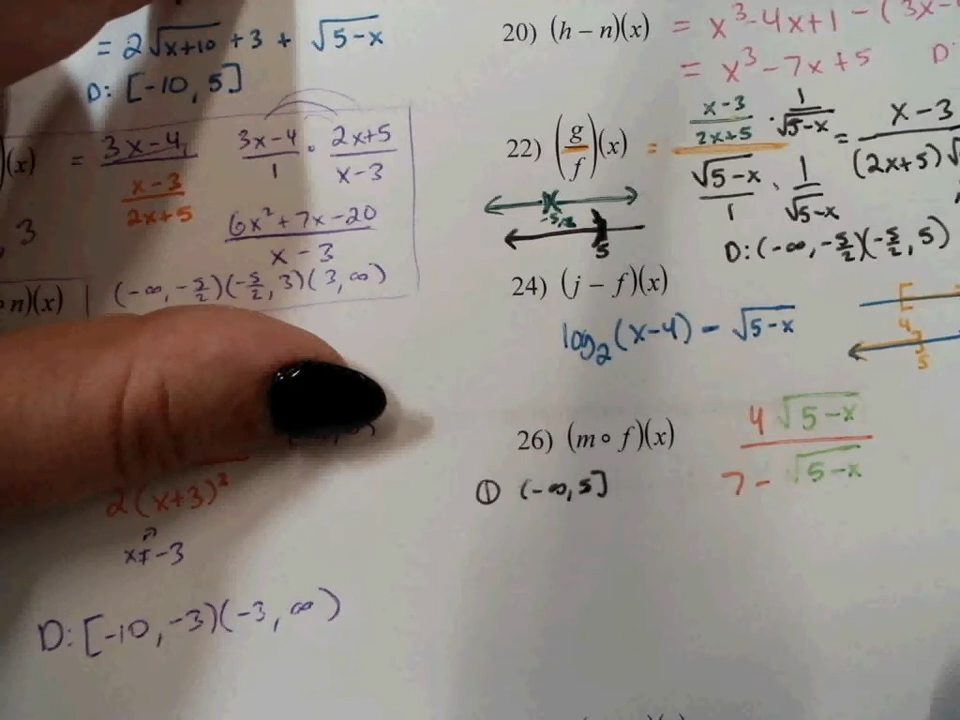 = 2√x+10 + 3 + √5-x
D: [-10, 5]
)(x) = 3x-4 / x-3 / 2x+5
3x-4 / 1 · 2x+5 / x-3
6x² + 7x - 20 / x - 3
, 3
(-∞, -5/2)(-5/2, 3)(3, ∞)
n)(x)
2(x+3)²
x≠-3
D: [-10, -3)(-3, ∞)
20) (h − n)(x) = x³-4x+1 - (3x-
= x³-7x+5 D:
22) (g/f)(x) = x-3 / 2x+5 · 1 / √5-x
√5-x / 1 · 1 / √5-x
= x-3 / (2x+5)√
-5/2
5
D: (-∞, -5/2)(-5/2, 5)
24) (j − f)(x)
log₂(x-4) - √5-x
4
5
26) (m ∘ f)(x) 4√5-x / 7-√5-x
① (-∞, 5]